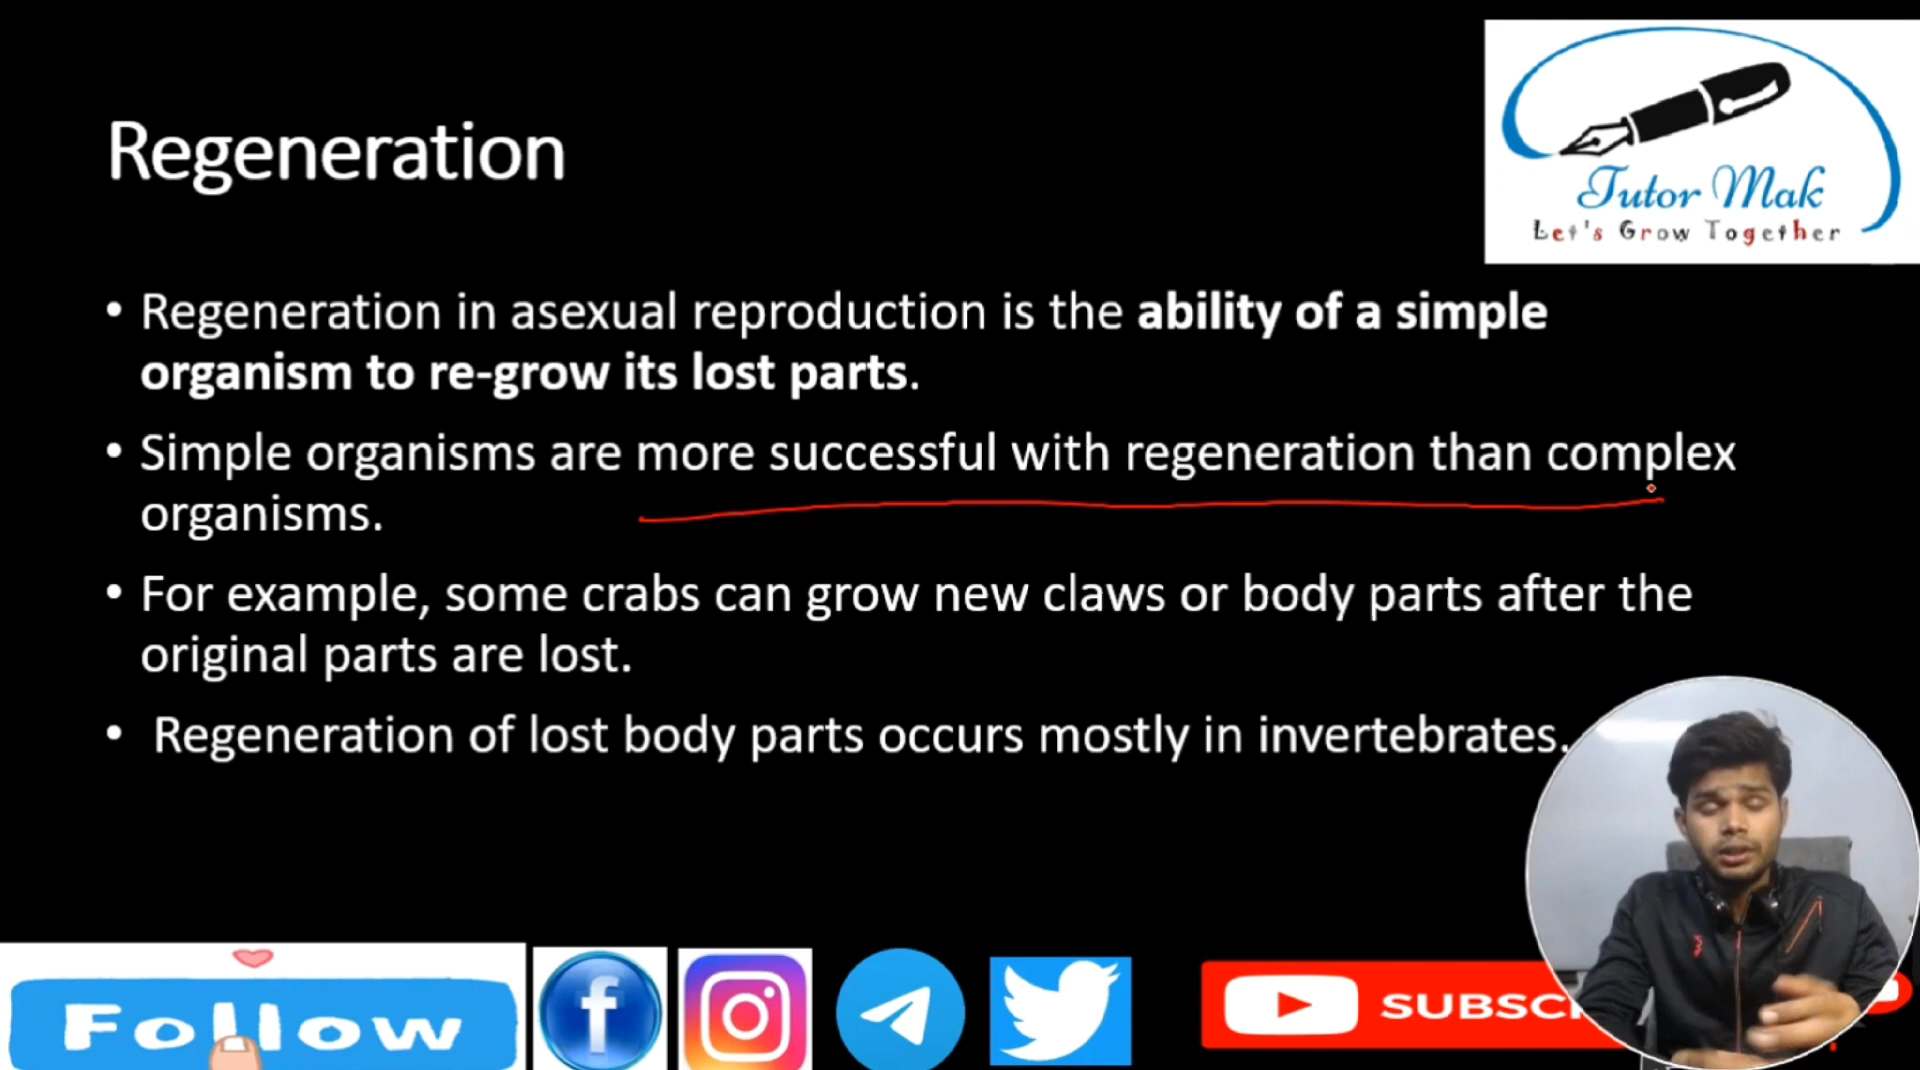 Regeneration
Tutor Mak
Let's Grow Together
• Regeneration in asexual reproduction is the ability of a simple
organism to re-grow its lost parts.
• Simple organisms are more successful with regeneration than complex
organisms.
• For example, some crabs can grow new claws or body parts after the
original parts are lost.
• Regeneration of lost body parts occurs mostly in invertebrates.
Follow
SUBSC